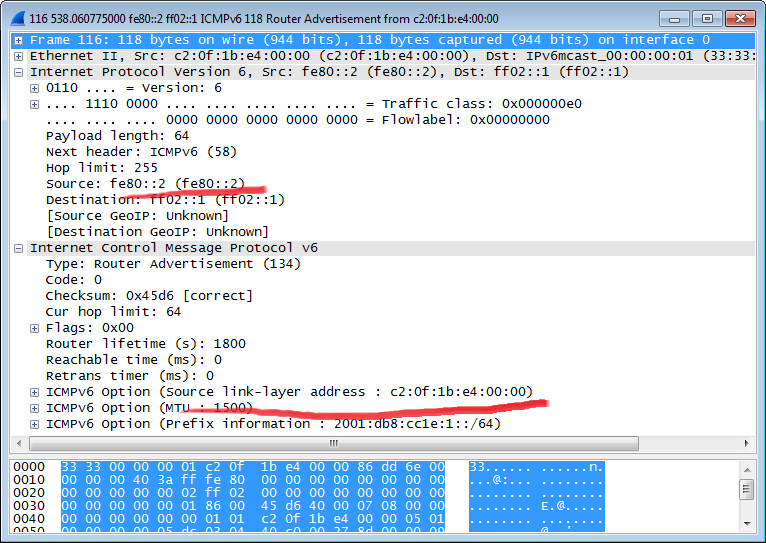 116 538.060775000 fe80::2 ff02::1 ICMPv6 118 Router Advertisement from c2:0f:1b:e4:00:00
Frame 116: 118 bytes on wire (944 bits), 118 bytes captured (944 bits) on interface 0
Ethernet II, Src: c2:0f:1b:e4:00:00 (c2:0f:1b:e4:00:00), Dst: IPv6mcast_00:00:00:01 (33:33:
Internet Protocol Version 6, Src: fe80::2 (fe80::2), Dst: ff02::1 (ff02::1)
0110 .... = Version: 6
.... 1110 0000 .... .... .... .... .... = Traffic class: 0x000000e0
.... .... .... 0000 0000 0000 0000 0000 = Flowlabel: 0x00000000
Payload length: 64
Next header: ICMPv6 (58)
Hop limit: 255
Source: fe80::2 (fe80::2)
Destination: ff02::1 (ff02::1)
[Source GeoIP: Unknown]
[Destination GeoIP: Unknown]
Internet Control Message Protocol v6
Type: Router Advertisement (134)
Code: 0
Checksum: 0x45d6 [correct]
Cur hop limit: 64
Flags: 0x00
Router lifetime (s): 1800
Reachable time (ms): 0
Retrans timer (ms): 0
ICMPv6 Option (Source link-layer address : c2:0f:1b:e4:00:00)
ICMPv6 Option (MTU : 1500)
ICMPv6 Option (Prefix information : 2001:db8:cc1e:1::/64)
0000 33 33 00 00 00 01 c2 0f 1b e4 00 00 86 dd 6e 00 33...... ......n.
0010 00 00 00 40 3a ff fe 80 00 00 00 00 00 00 00 00 ...@:... ........
0020 00 00 00 00 00 02 ff 02 00 00 00 00 00 00 00 00 ........ ........
0030 00 00 00 00 00 01 86 00 45 d6 40 00 07 08 00 00 ........ E.@.....
0040 00 00 00 00 00 00 01 01 c2 0f 1b e4 00 00 05 01 ........ ........